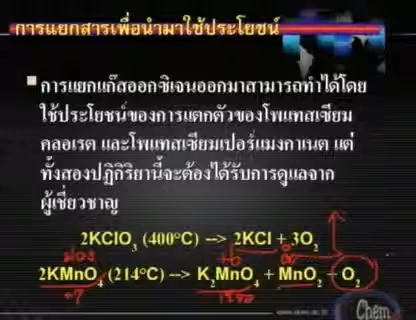 การแยกสารเพื่อนำมาใช้ประโยชน์
การแยกแก๊สออกซิเจนออกมาสามารถทำได้โดย
ใช้ประโยชน์ของการแตกตัวของโพแทสเซียม
คลอเรต และโพแทสเซียมเปอร์แมงกาเนต แต่
ทั้งสองปฏิกิริยานี้จะต้องได้รับการดูแลจาก
ผู้เชี่ยวชาญ
2KClO3 (400°C) --> 2KCl + 3O2
ม่วง +6
2KMnO4 (214°C) --> K2MnO4 + MnO2 + O2
+7 เขียว
Chem